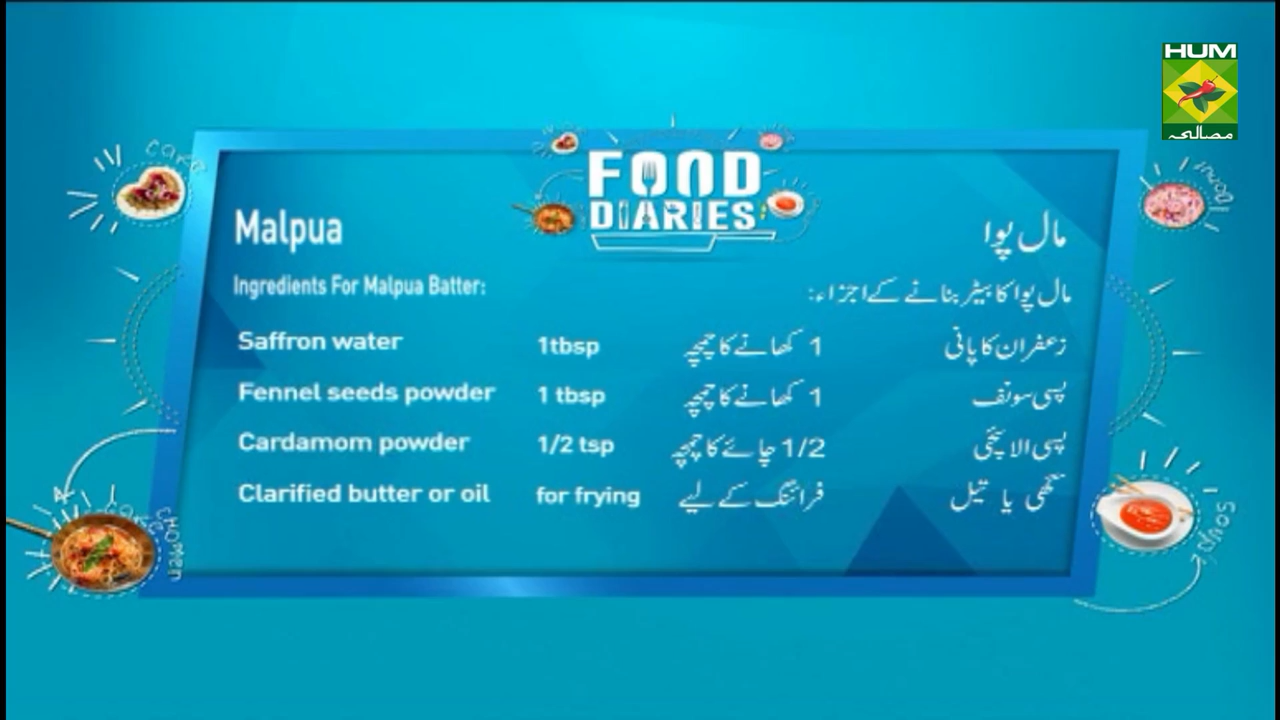 HUM
مصالحہ
FOOD
DIARIES
Malpua مال پوا
Ingredients For Malpua Batter: مال پوا کا بیٹر بنانے کے اجزاء:
Saffron water 1tbsp 1 کھانے کا چمچہ زعفران کا پانی
Fennel seeds powder 1 tbsp 1 کھانے کا چمچہ پسی سونف
Cardamom powder 1/2 tsp 1/2 چائے کا چمچہ پسی الائچی
Clarified butter or oil for frying فرائنگ کے لیے گھی یا تیل